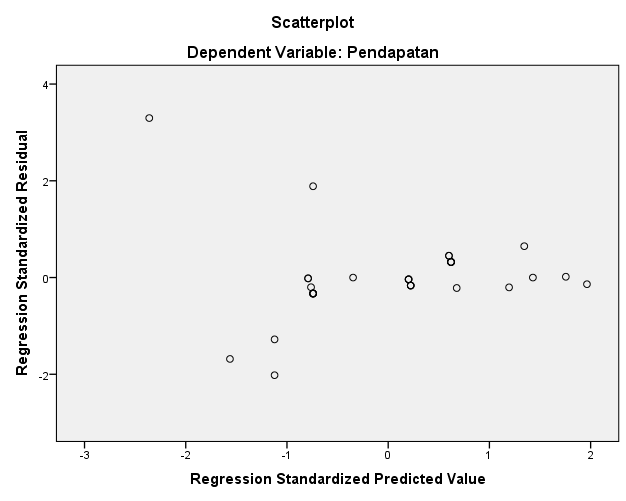 Scatterplot
Dependent Variable: Pendapatan
Regression Standardized Residual
4
2
0
-2
-3 -2 -1 0 1 2
Regression Standardized Predicted Value